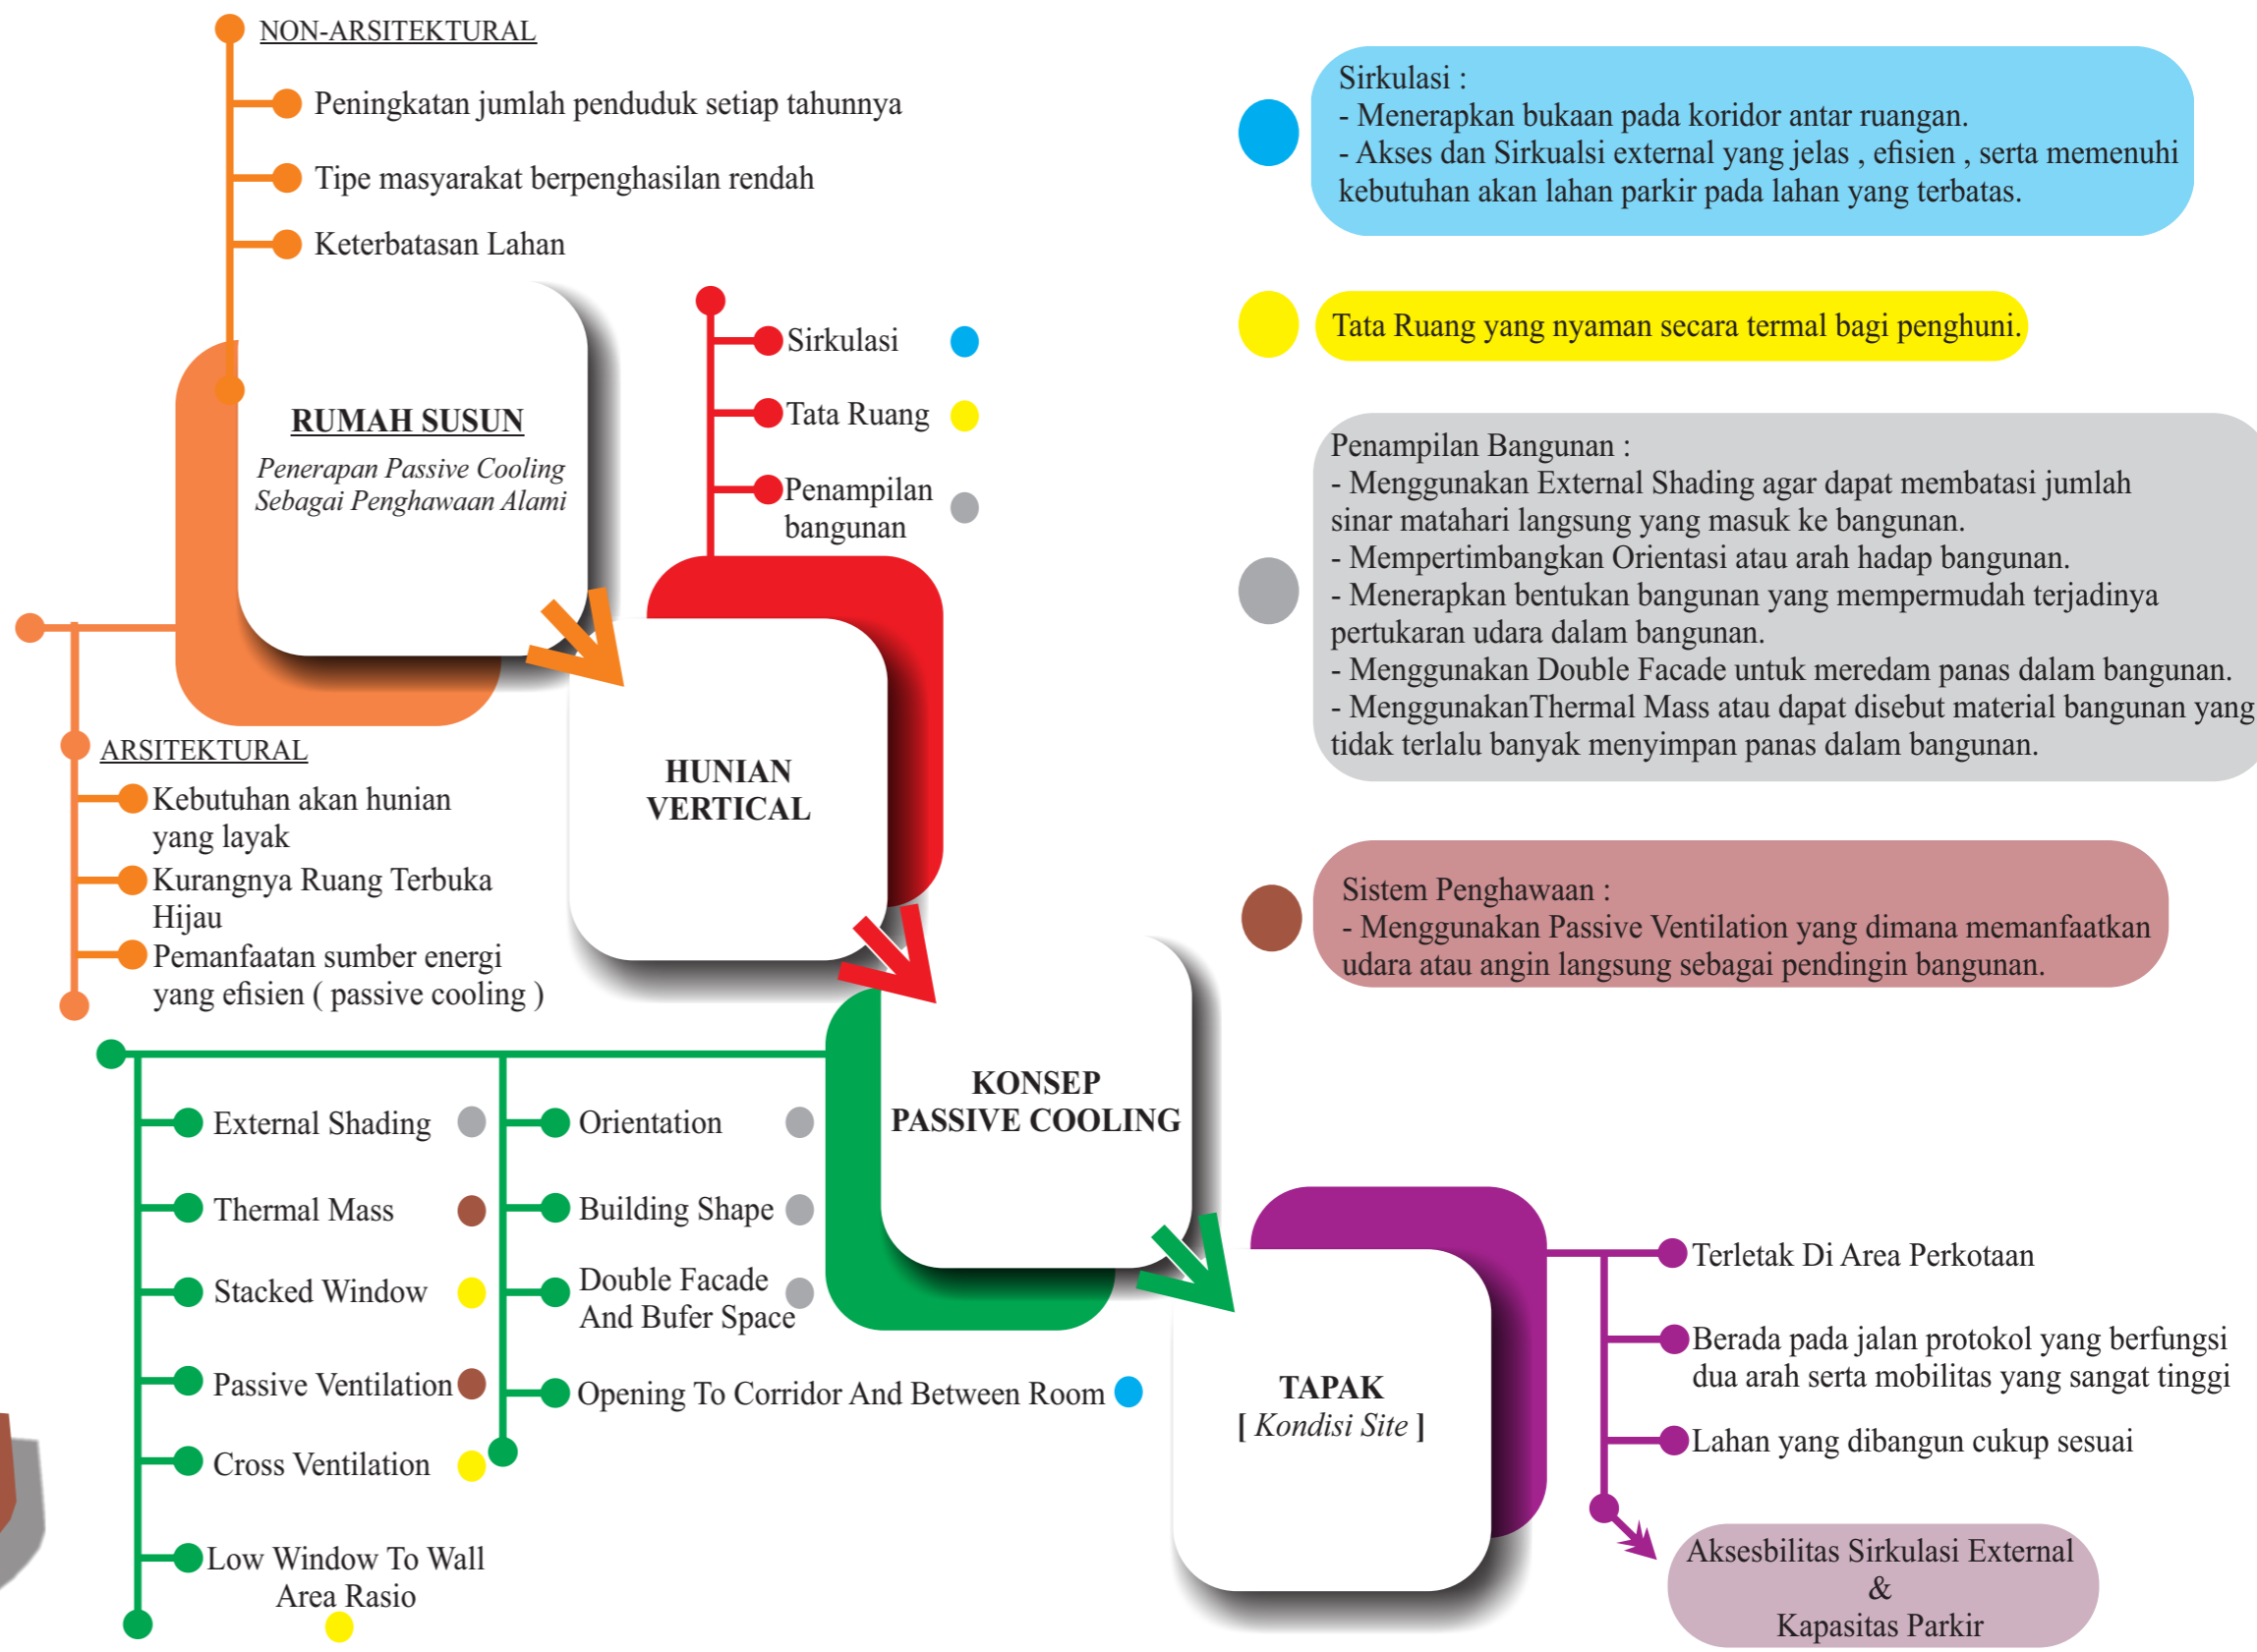 NON-ARSITEKTURAL
Peningkatan jumlah penduduk setiap tahunnya
Tipe masyarakat berpenghasilan rendah
Keterbatasan Lahan
RUMAH SUSUN
Penerapan Passive Cooling
Sebagai Penghawaan Alami
ARSITEKTURAL
Kebutuhan akan hunian
yang layak
Kurangnya Ruang Terbuka
Hijau
Pemanfaatan sumber energi
yang efisien ( passive cooling )
Sirkulasi
Tata Ruang
Penampilan
bangunan
HUNIAN
VERTICAL
KONSEP
PASSIVE COOLING
External Shading
Thermal Mass
Stacked Window
Passive Ventilation
Cross Ventilation
Low Window To Wall
Area Rasio
Orientation
Building Shape
Double Facade
And Bufer Space
Opening To Corridor And Between Room
TAPAK
[ Kondisi Site ]
Terletak Di Area Perkotaan
Berada pada jalan protokol yang berfungsi
dua arah serta mobilitas yang sangat tinggi
Lahan yang dibangun cukup sesuai
Aksesbilitas Sirkulasi External
&
Kapasitas Parkir
Sirkulasi :
- Menerapkan bukaan pada koridor antar ruangan.
- Akses dan Sirkualsi external yang jelas , efisien , serta memenuhi
kebutuhan akan lahan parkir pada lahan yang terbatas.
Tata Ruang yang nyaman secara termal bagi penghuni.
Penampilan Bangunan :
- Menggunakan External Shading agar dapat membatasi jumlah
sinar matahari langsung yang masuk ke bangunan.
- Mempertimbangkan Orientasi atau arah hadap bangunan.
- Menerapkan bentukan bangunan yang mempermudah terjadinya
pertukaran udara dalam bangunan.
- Menggunakan Double Facade untuk meredam panas dalam bangunan.
- MenggunakanThermal Mass atau dapat disebut material bangunan yang
tidak terlalu banyak menyimpan panas dalam bangunan.
Sistem Penghawaan :
- Menggunakan Passive Ventilation yang dimana memanfaatkan
udara atau angin langsung sebagai pendingin bangunan.